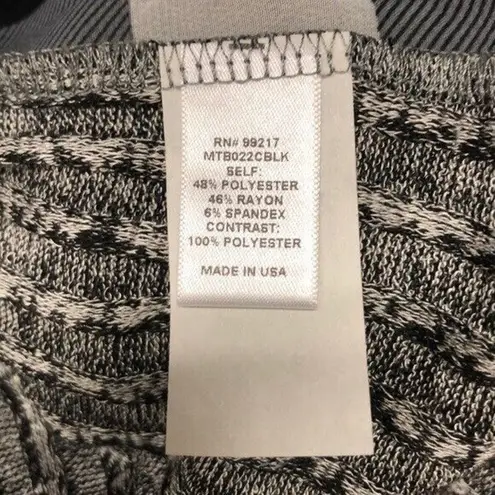 RN# 99217
MTB022CBLK
SELF:
48% POLYESTER
46% RAYON
6% SPANDEX
CONTRAST:
100% POLYESTER
MADE IN USA